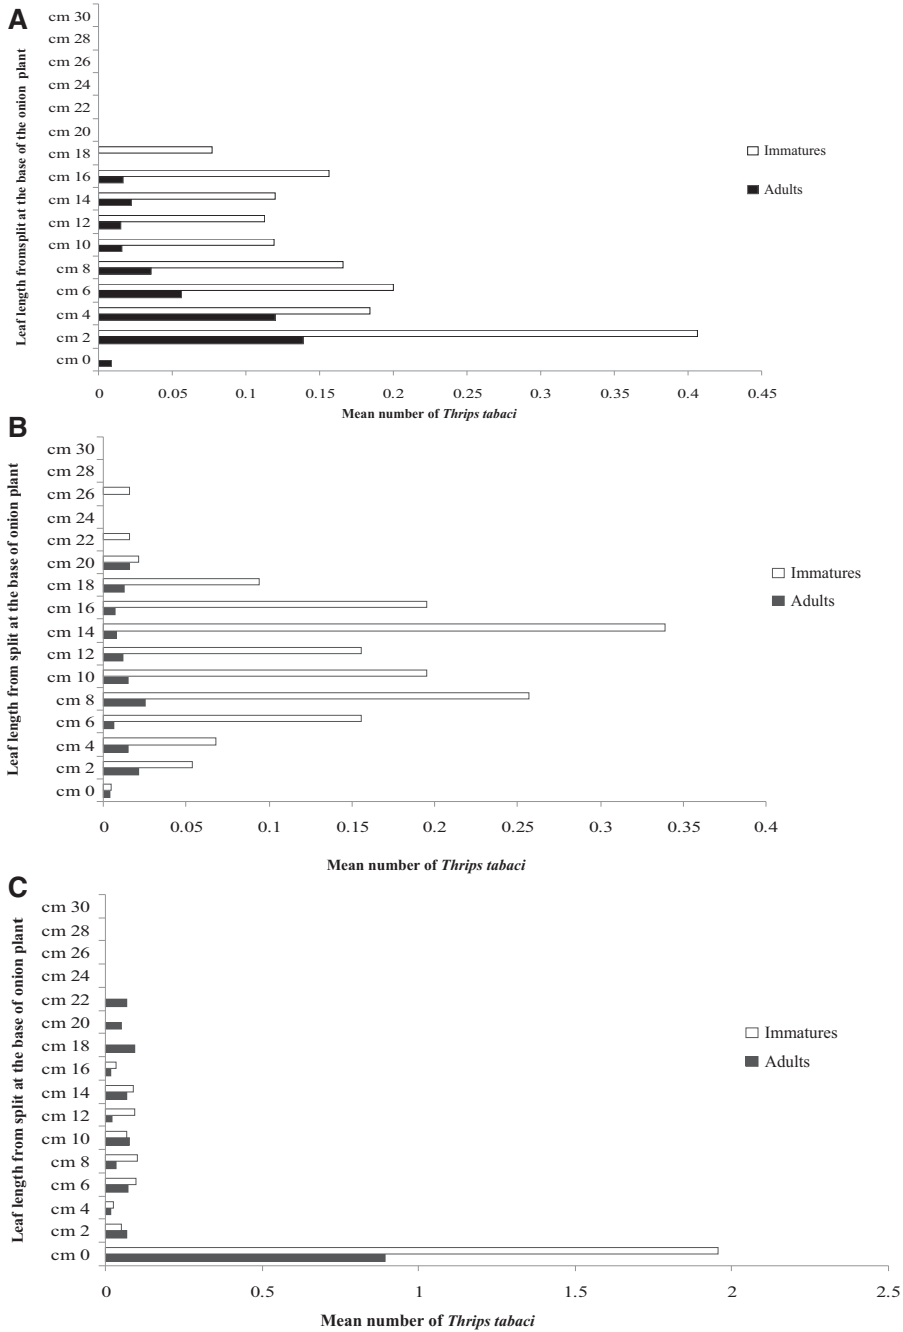 A
Leaf length fromsplit at the base of the onion plant
cm 30
cm 28
cm 26
cm 24
cm 22
cm 20
cm 18
cm 16
cm 14
cm 12
cm 10
cm 8
cm 6
cm 4
cm 2
cm 0
Immatures
Adults
0 0.05 0.1 0.15 0.2 0.25 0.3 0.35 0.4 0.45
Mean number of Thrips tabaci
B
Leaf length from split at the base of onion plant
cm 30
cm 28
cm 26
cm 24
cm 22
cm 20
cm 18
cm 16
cm 14
cm 12
cm 10
cm 8
cm 6
cm 4
cm 2
cm 0
Immatures
Adults
0 0.05 0.1 0.15 0.2 0.25 0.3 0.35 0.4
Mean number of Thrips tabaci
C
Leaf length from split at the base of onion plant
cm 30
cm 28
cm 26
cm 24
cm 22
cm 20
cm 18
cm 16
cm 14
cm 12
cm 10
cm 8
cm 6
cm 4
cm 2
cm 0
Immatures
Adults
0 0.5 1 1.5 2 2.5
Mean number of Thrips tabaci